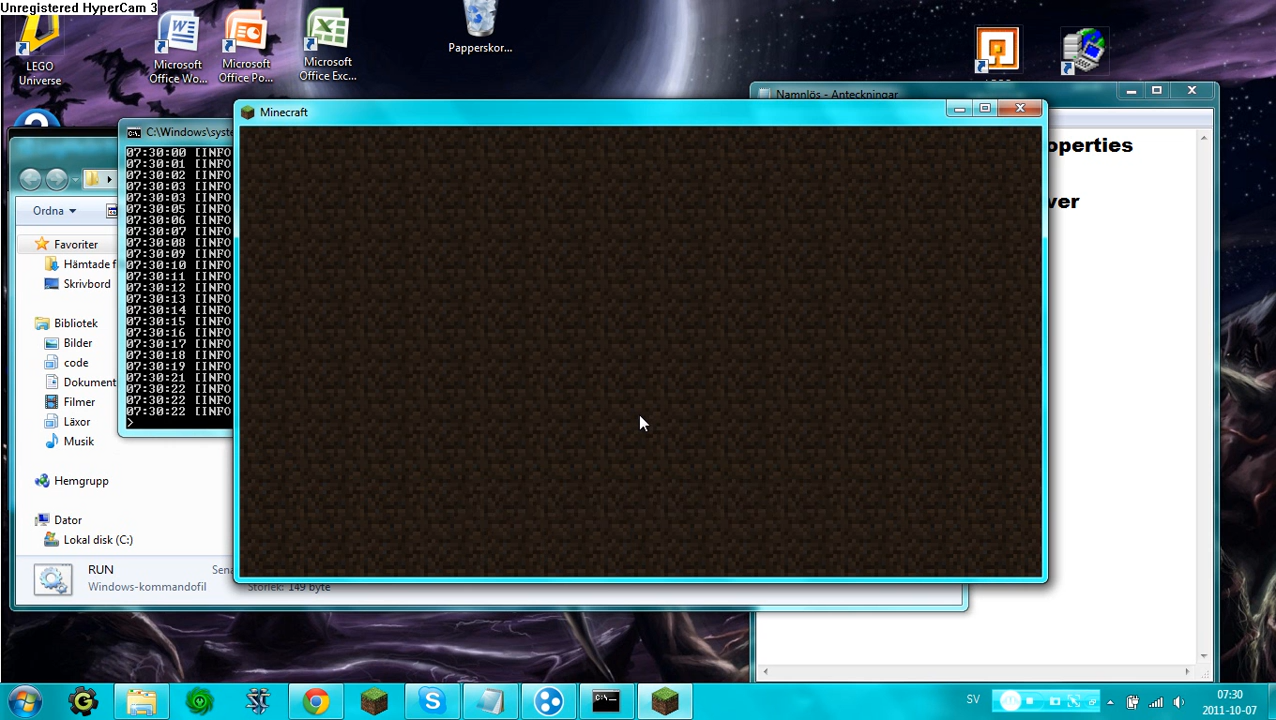 Unregistered HyperCam 3
LEGO
Universe
Microsoft
Office Wo...
Microsoft
Office Po...
Microsoft
Office Exc...
Papperskor...
Namnlös - Anteckningar
operties
ver
Minecraft
C:\Windows\syste
07:30:00 [INFO
07:30:01 [INFO
07:30:02 [INFO
07:30:03 [INFO
07:30:03 [INFO
07:30:05 [INFO
07:30:06 [INFO
07:30:07 [INFO
07:30:08 [INFO
07:30:09 [INFO
07:30:10 [INFO
07:30:11 [INFO
07:30:12 [INFO
07:30:13 [INFO
07:30:14 [INFO
07:30:15 [INFO
07:30:16 [INFO
07:30:17 [INFO
07:30:18 [INFO
07:30:19 [INFO
07:30:21 [INFO
07:30:22 [INFO
07:30:22 [INFO
07:30:22 [INFO
>
Ordna
Favoriter
Hämtade f
Skrivbord
Bibliotek
Bilder
code
Dokument
Filmer
Läxor
Musik
Hemgrupp
Dator
Lokal disk (C:)
RUN
Sena
Windows-kommandofil
Storlek: 149 byte
SV
07:30
2011-10-07